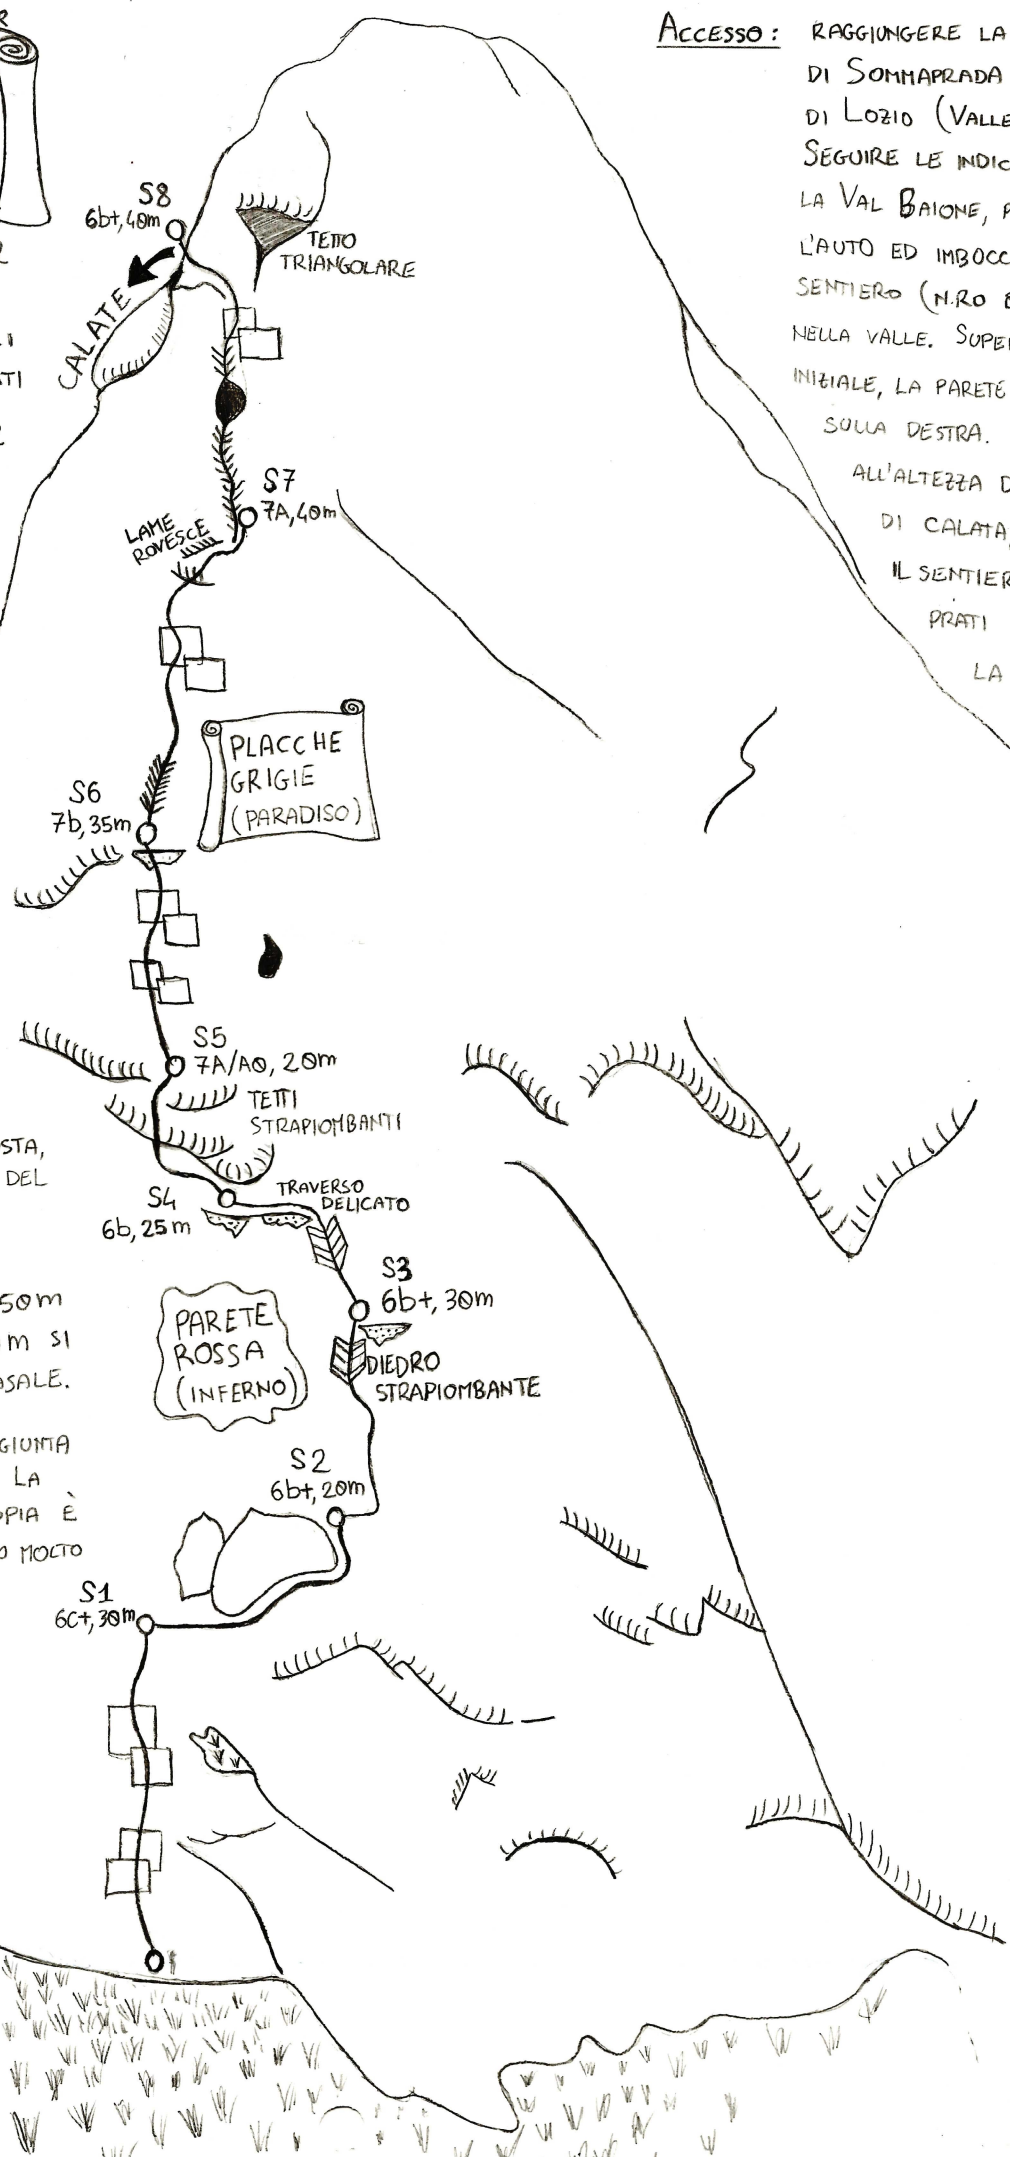 ACCESSO: RAGGIUNGERE LA
DI SOMMAPRADA
DI LOZIO (VALLE
SEGUIRE LE INDIC
LA VAL BAIONE, P
L'AUTO ED IMBOCC
SENTIERO (N.RO
NELLA VALLE. SUPE
INIZIALE, LA PARETE
SULLA DESTRA.
ALL'ALTEZZA D
DI CALATA,
IL SENTIER
PRATI
LA
S8
6b+, 40m
TETTO
TRIANGOLARE
CALATE
TI
S7
7A, 40m
LAME
ROVESCE
PLACCHE
GRIGIE
(PARADISO)
S6
7b, 35m
S5
7A/A0, 20m
TETTI
STRAPIOMBANTI
STA,
DEL
S4
6b, 25m
TRAVERSO
DELICATO
S3
6b+, 30m
PARETE
ROSSA
(INFERNO)
DIEDRO
STRAPIOMBANTE
50m
m SI
ASALE.
GIUNTA
LA
OPIA È
O MOLTO
S2
6b+, 20m
S1
6c+, 30m